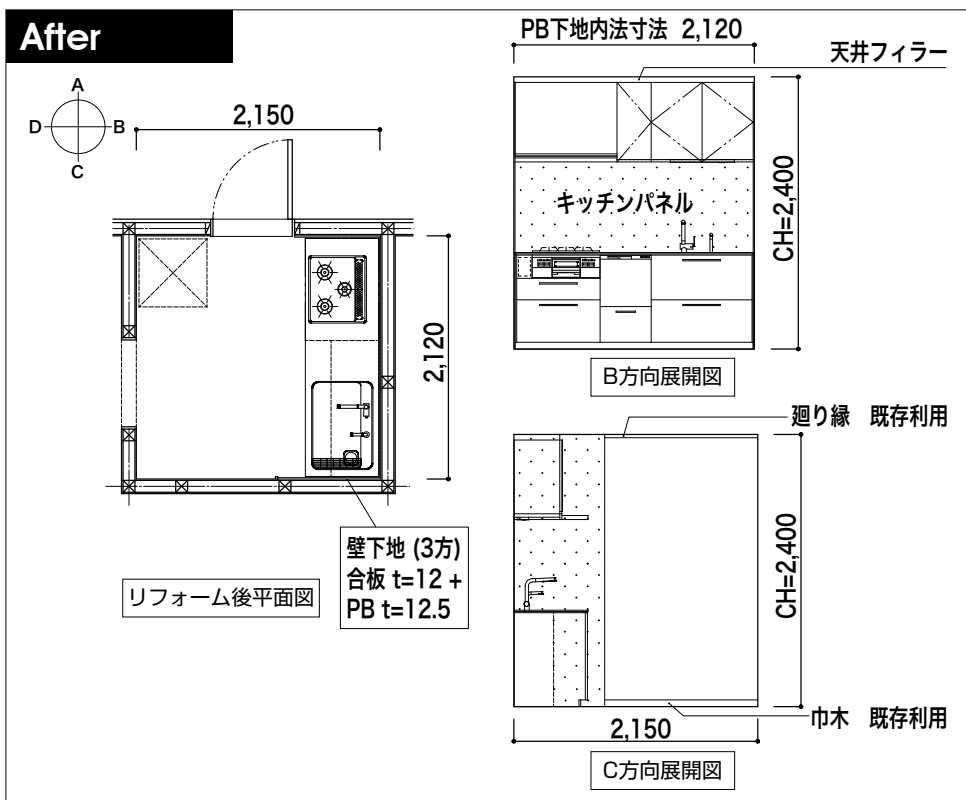 After
A
D
B
C
2,150
2,120
壁下地 (3方)
合板 t=12 +
PB t=12.5
リフォーム後平面図
PB下地内法寸法 2,120
天井フィラー
キッチンパネル
CH=2,400
B方向展開図
廻り縁 既存利用
CH=2,400
巾木 既存利用
2,150
C方向展開図